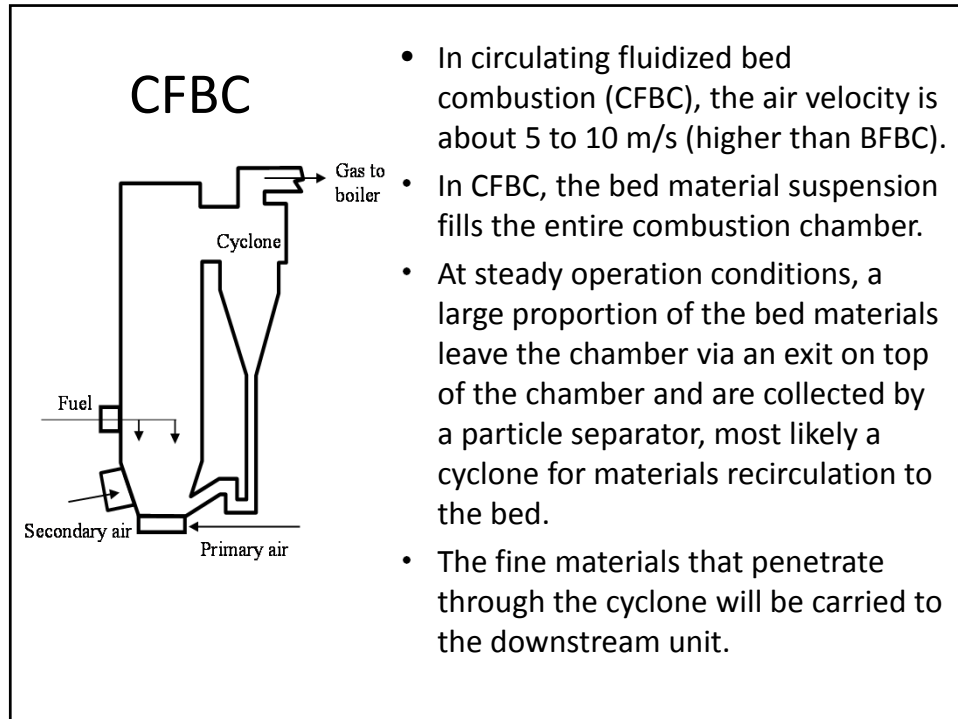 CFBC
Gas to
boiler
Cyclone
Fuel
Secondary air
Primary air
• In circulating fluidized bed
combustion (CFBC), the air velocity is
about 5 to 10 m/s (higher than BFBC).
• In CFBC, the bed material suspension
fills the entire combustion chamber.
• At steady operation conditions, a
large proportion of the bed materials
leave the chamber via an exit on top
of the chamber and are collected by
a particle separator, most likely a
cyclone for materials recirculation to
the bed.
• The fine materials that penetrate
through the cyclone will be carried to
the downstream unit.